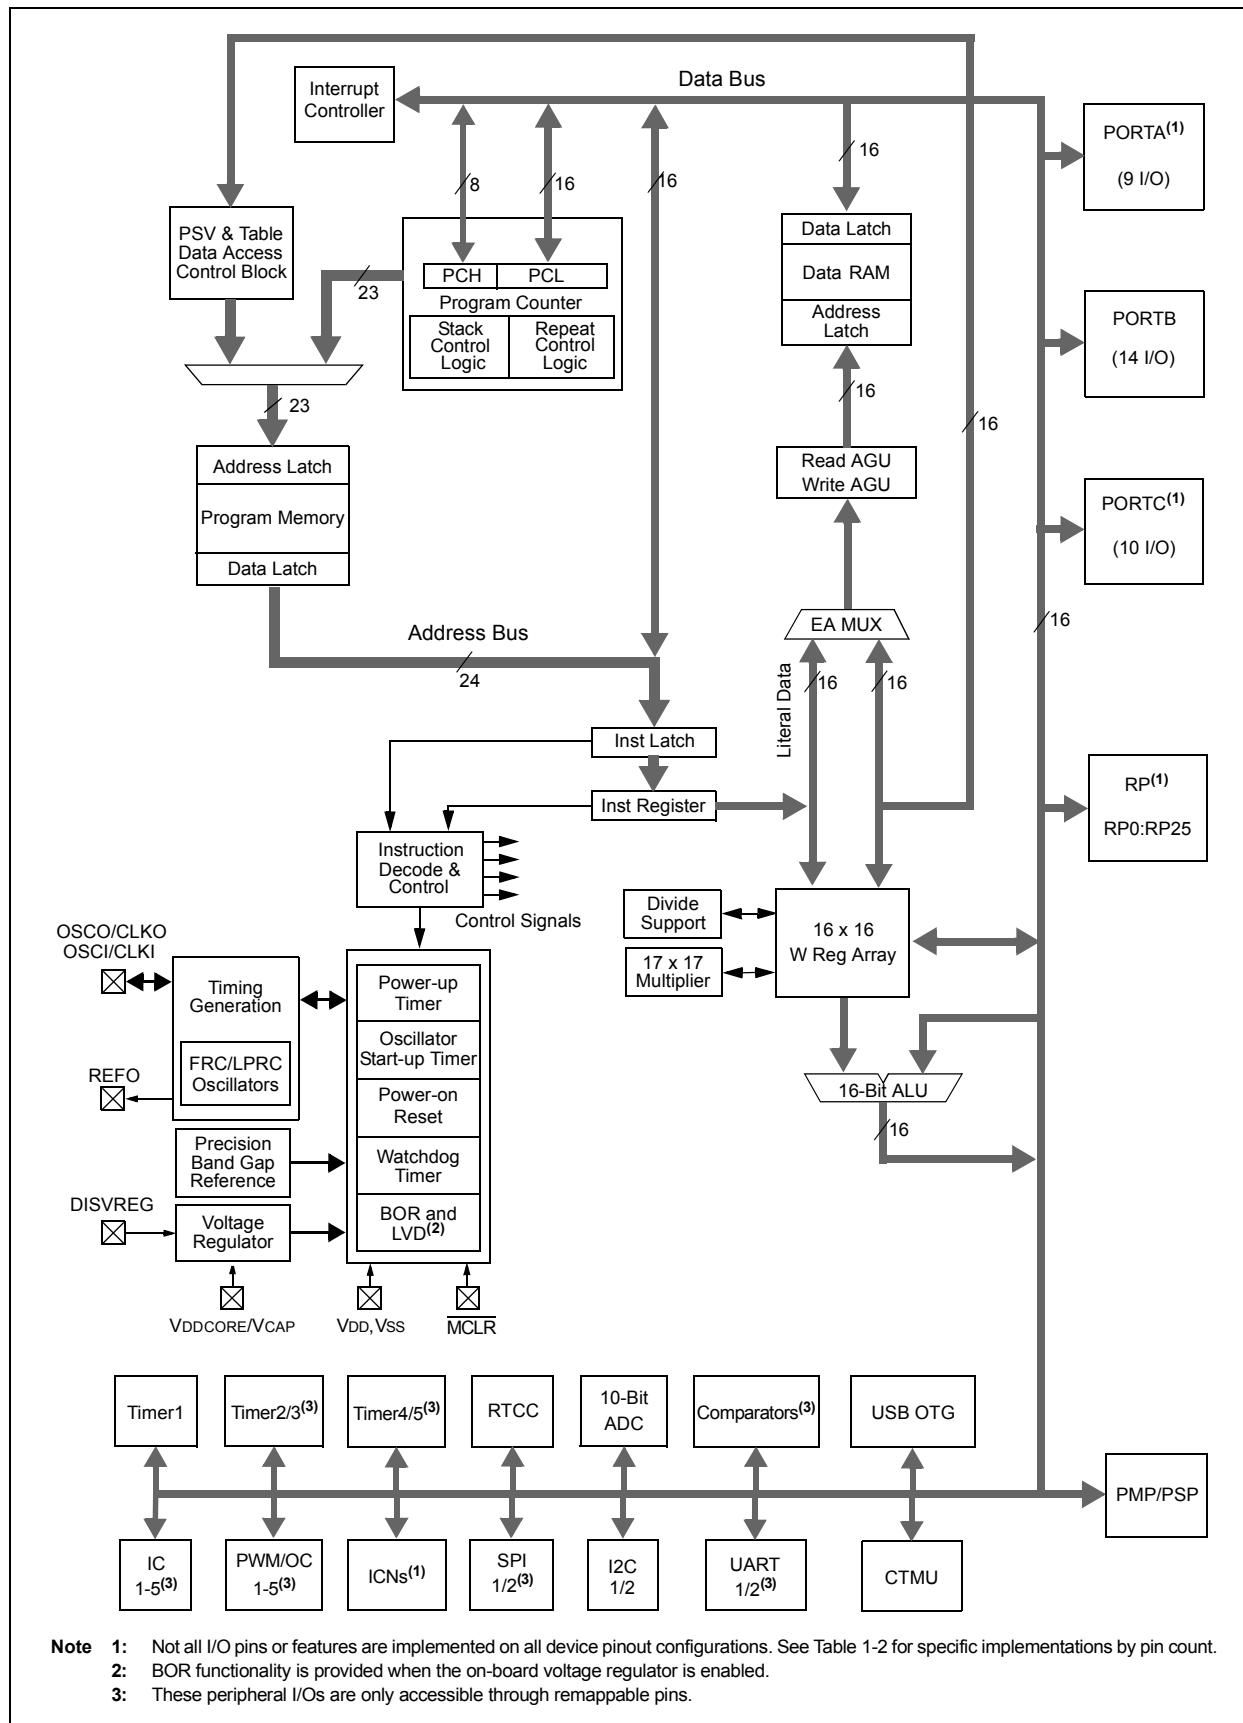 Data Bus
Interrupt
Controller
8
16
16
16
PORTA(1)
(9 I/O)
PSV & Table
Data Access
Control Block
23
PCH
PCL
Program Counter
Stack
Control
Logic
Repeat
Control
Logic
Data Latch
Data RAM
Address
Latch
PORTB
(14 I/O)
23
16
16
Address Latch
Program Memory
Data Latch
Read AGU
Write AGU
PORTC(1)
(10 I/O)
Address Bus
24
EA MUX
16
Literal Data
16
16
Inst Latch
Inst Register
RP(1)
RP0:RP25
Instruction
Decode &
Control
Control Signals
Divide
Support
17 x 17
Multiplier
16 x 16
W Reg Array
OSCO/CLKO
OSCI/CLKI
Timing
Generation
FRC/LPRC
Oscillators
REFO
Power-up
Timer
Oscillator
Start-up Timer
Power-on
Reset
Watchdog
Timer
BOR and
LVD(2)
16-Bit ALU
16
Precision
Band Gap
Reference
DISVREG
Voltage
Regulator
VDDCORE/VCAP
VDD,VSS
MCLR
Timer1
Timer2/3(3)
Timer4/5(3)
RTCC
10-Bit
ADC
Comparators(3)
USB OTG
PMP/PSP
IC
1-5(3)
PWM/OC
1-5(3)
ICNs(1)
SPI
1/2(3)
I2C
1/2
UART
1/2(3)
CTMU
Note 1: Not all I/O pins or features are implemented on all device pinout configurations. See Table 1-2 for specific implementations by pin count.
2: BOR functionality is provided when the on-board voltage regulator is enabled.
3: These peripheral I/Os are only accessible through remappable pins.